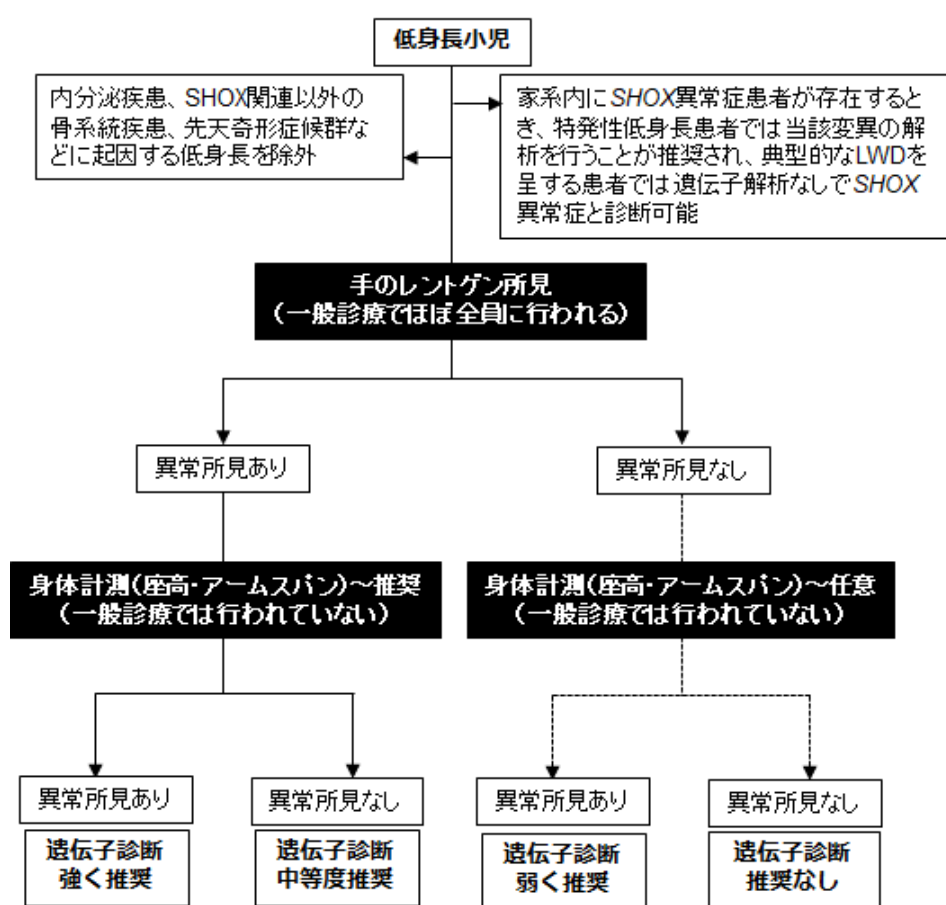 低身長小児
内分泌疾患、SHOX関連以外の
骨系統疾患、先天奇形症候群な
どに起因する低身長を除外
家系内にSHOX異常症患者が存在すると
き、特発性低身長患者では当該変異の解
析を行うことが推奨され、典型的なLWDを
呈する患者では遺伝子解析なしでSHOX
異常症と診断可能
手のレントゲン所見
（一般診療でほぼ全員に行われる）
異常所見あり
異常所見なし
身体計測（座高・アームスパン）～推奨
（一般診療では行われていない）
身体計測（座高・アームスパン）～任意
（一般診療では行われていない）
異常所見あり
異常所見なし
異常所見あり
異常所見なし
遺伝子診断
強く推奨
遺伝子診断
中等度推奨
遺伝子診断
弱く推奨
遺伝子診断
推奨なし